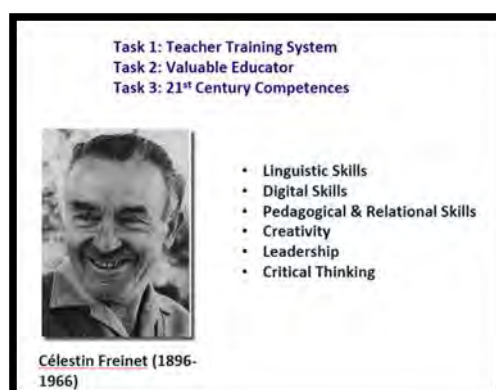 Task 1: Teacher Training System
Task 2: Valuable Educator
Task 3: 21st Century Competences
• Linguistic Skills
• Digital Skills
• Pedagogical & Relational Skills
• Creativity
• Leadership
• Critical Thinking
Célestin Freinet (1896-
1966)